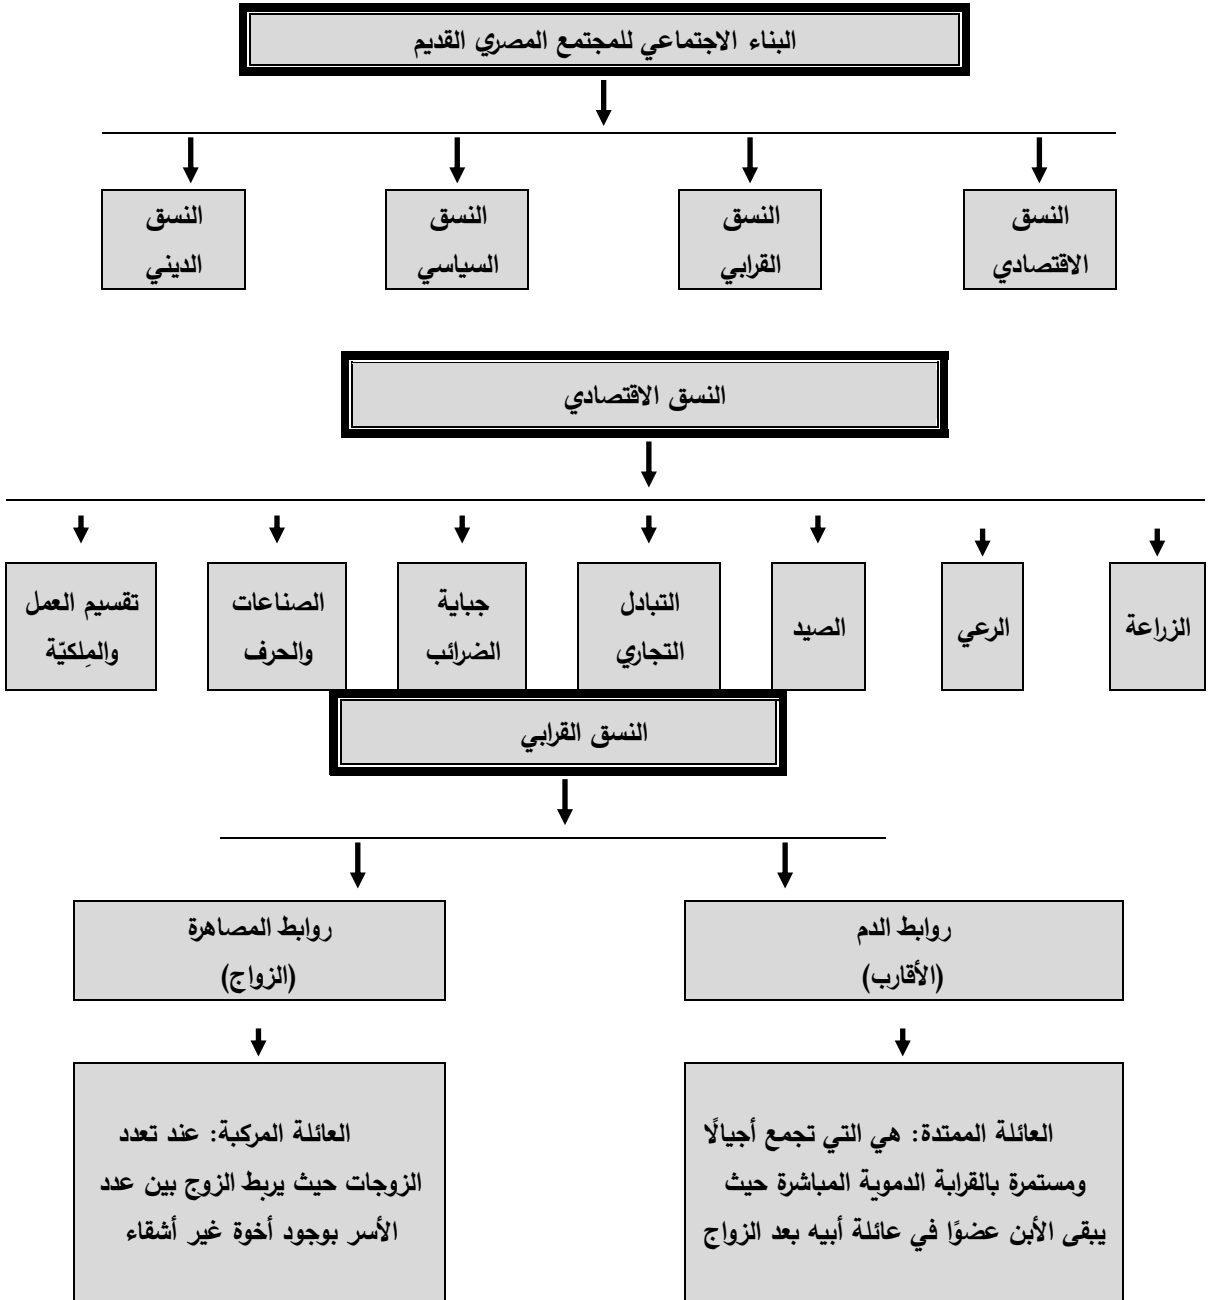 البناء الاجتماعي للمجتمع المصري القديم
النسق
الاقتصادي
النسق
القرابي
النسق
السياسي
النسق
الديني
النسق الاقتصادي
الزراعة
الرعي
الصيد
التبادل
التجاري
جباية
الضرائب
الصناعات
والحرف
تقسيم العمل
والمِلكيّة
النسق القرابي
روابط الدم
(الأقارب)
روابط المصاهرة
(الزواج)
العائلة الممتدة: هي التي تجمع أجيالًا
ومستمرة بالقرابة الدموية المباشرة حيث
يبقى الأبن عضوًا في عائلة أبيه بعد الزواج
العائلة المركبة: عند تعدد
الزوجات حيث يربط الزوج بين عدد
الأسر بوجود أخوة غير أشقاء